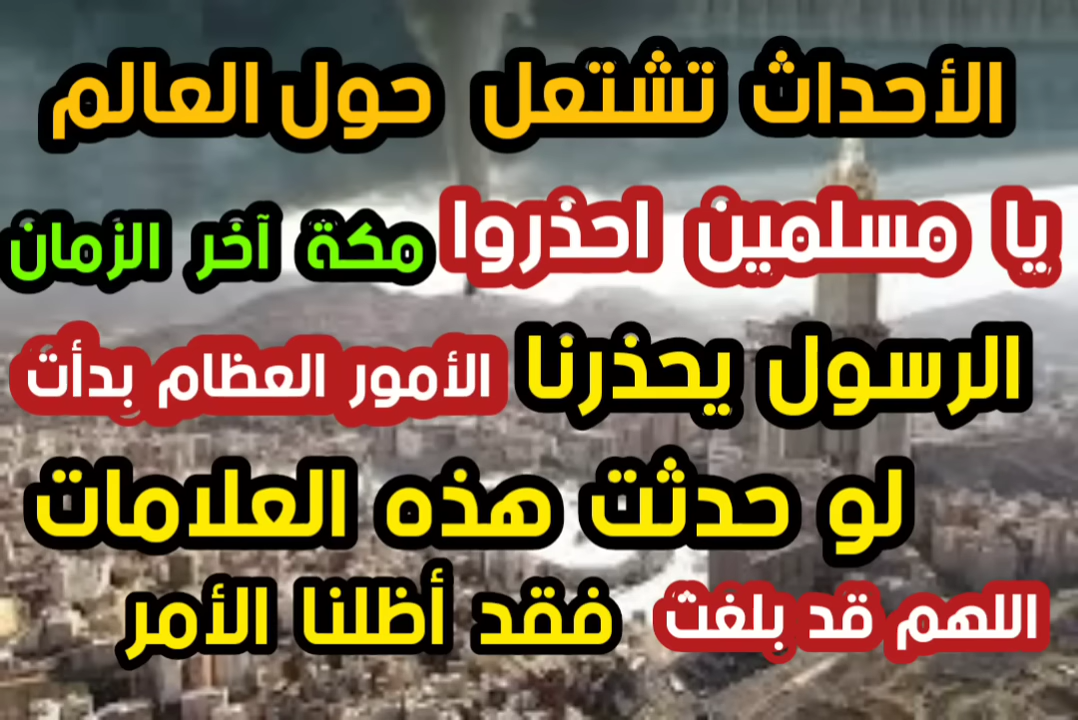 الأحداث تشتعل حول العالم
يا مسلمين احذروا مكة آخر الزمان
الرسول يحذرنا الأمور العظام بدأت
لو حدثت هذه العلامات
اللهم قد بلغت فقد أظلنا الأمر